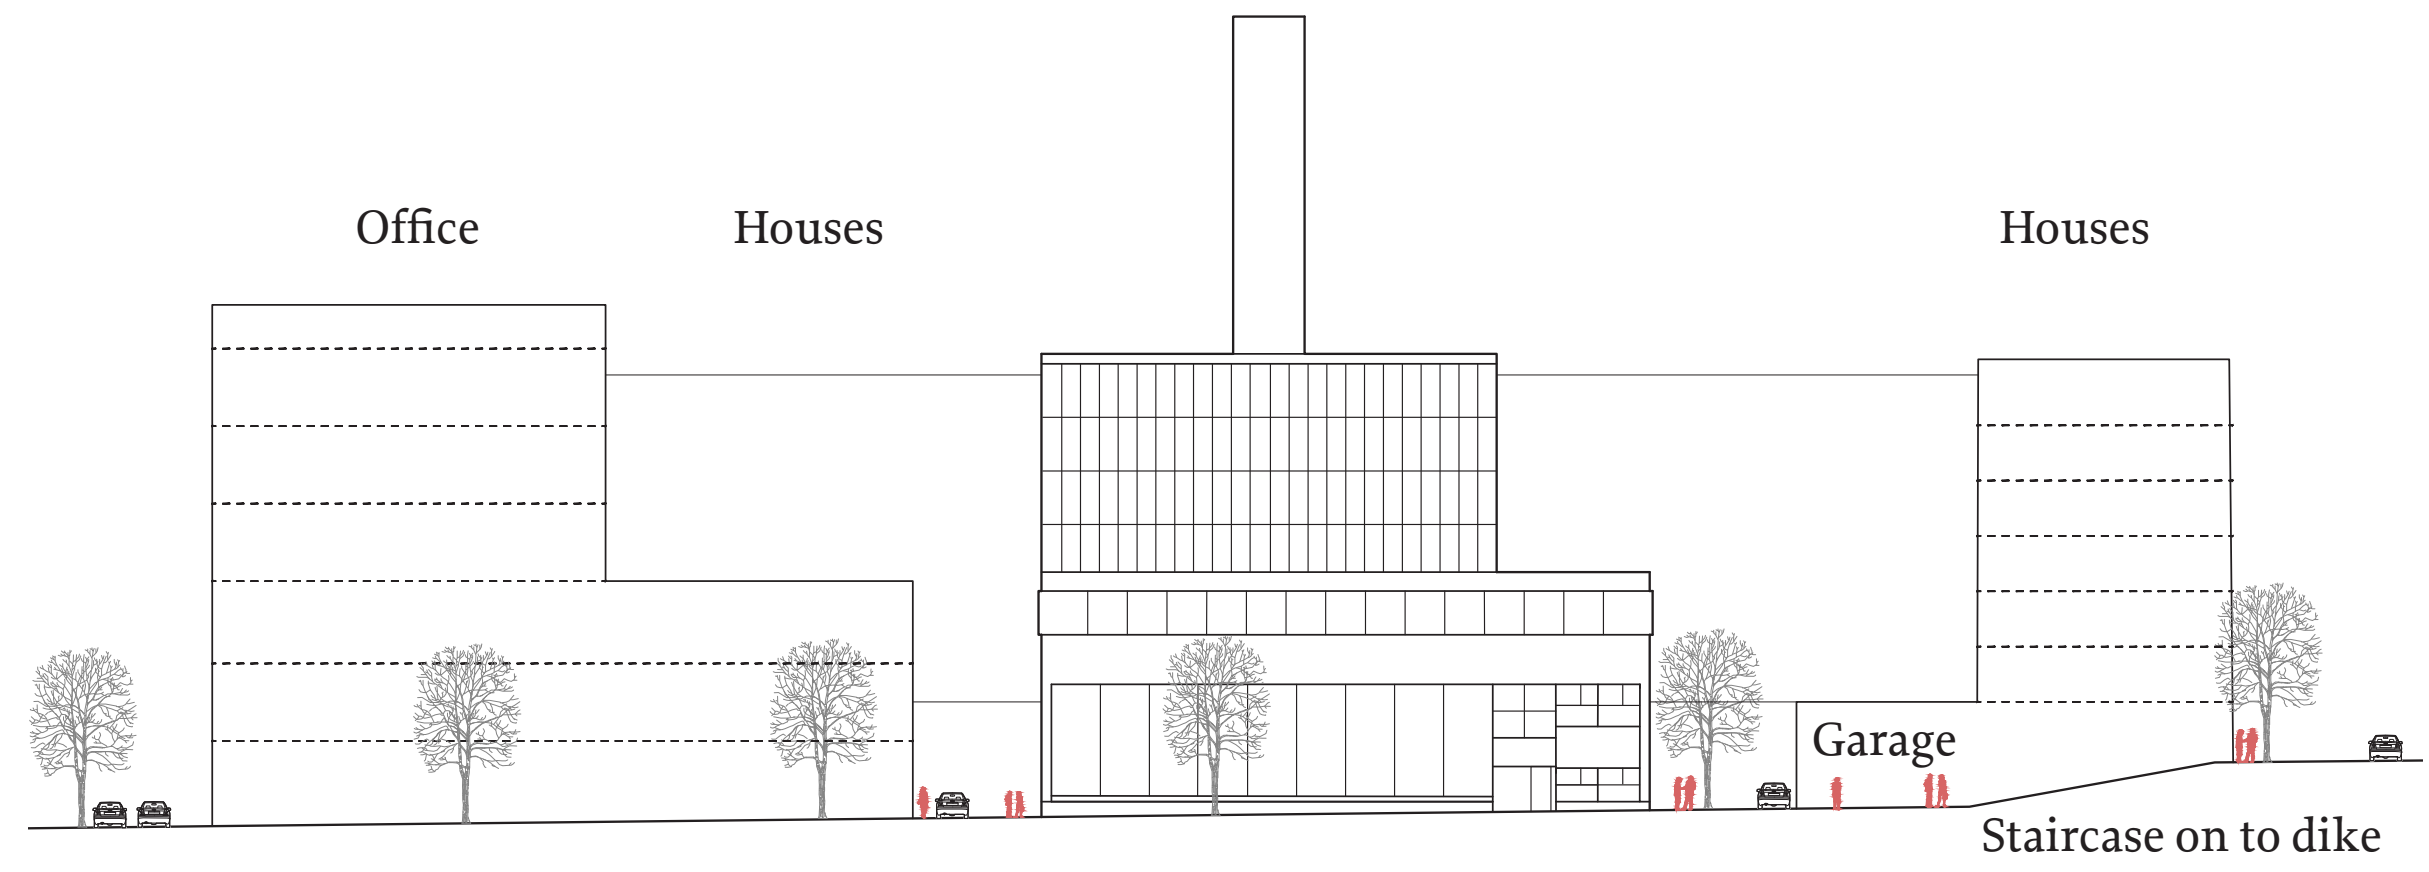 Office
Houses
Houses
Garage
Staircase on to dike